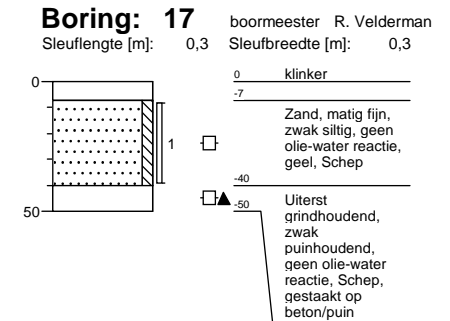 Boring: 17 boormeester R. Velderman
Sleuflengte [m]: 0,3 Sleufbreedte [m]: 0,3
0
50
1
0 klinker
-7
Zand, matig fijn,
zwak siltig, geen
olie-water reactie,
geel, Schep
-40
Uiterst
grindhoudend,
zwak
puinhoudend,
geen olie-water
reactie, Schep,
gestaakt op
beton/puin
-50